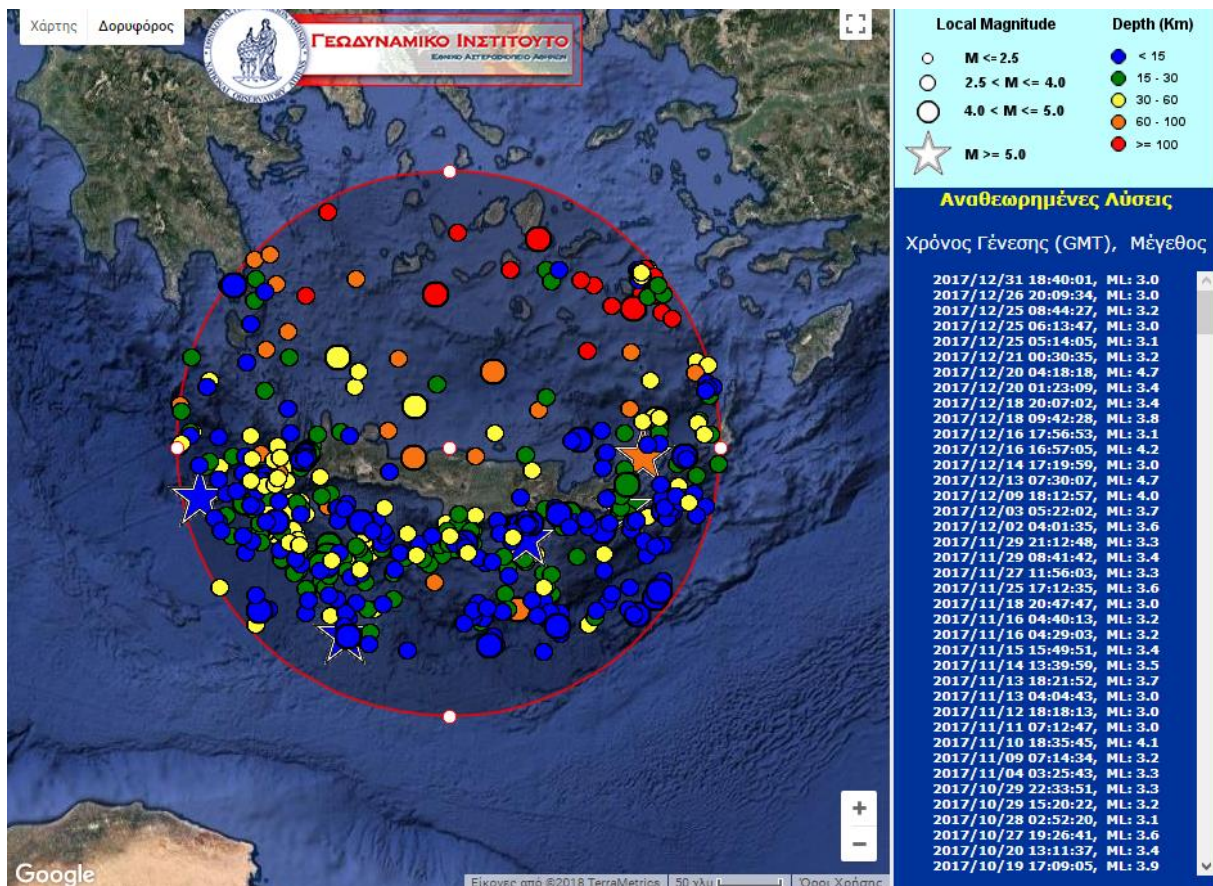 Χάρτης
Δορυφόρος
ΓΕΩΔΥΝΑΜΙΚΟ ΙΝΣΤΙΤΟΥΤΟ
ΕΘΝΙΚΟ ΑΣΤΕΡΟΣΚΟΠΕΙΟ ΑΘΗΝΩΝ
Local Magnitude
M <= 2.5
2.5 < M <= 4.0
4.0 < M <= 5.0
M >= 5.0
Depth (Km)
< 15
15 - 30
30 - 60
60 - 100
>= 100
Αναθεωρημένες Λύσεις
Χρόνος Γένεσης (GMT), Μέγεθος
2017/12/31 18:40:01, ML: 3.0
2017/12/26 20:09:34, ML: 3.0
2017/12/25 08:44:27, ML: 3.2
2017/12/25 06:13:47, ML: 3.0
2017/12/25 05:14:05, ML: 3.1
2017/12/21 00:30:35, ML: 3.2
2017/12/20 04:18:18, ML: 4.7
2017/12/20 01:23:09, ML: 3.4
2017/12/18 20:07:02, ML: 3.4
2017/12/18 09:42:28, ML: 3.8
2017/12/16 17:56:53, ML: 3.1
2017/12/16 16:57:05, ML: 4.2
2017/12/14 17:19:59, ML: 3.0
2017/12/13 07:30:07, ML: 4.7
2017/12/09 18:12:57, ML: 4.0
2017/12/03 05:22:02, ML: 3.7
2017/12/02 04:01:35, ML: 3.6
2017/11/29 21:12:48, ML: 3.3
2017/11/29 08:41:42, ML: 3.4
2017/11/27 11:56:03, ML: 3.3
2017/11/25 17:12:35, ML: 3.6
2017/11/18 20:47:47, ML: 3.0
2017/11/16 04:40:13, ML: 3.2
2017/11/16 04:29:03, ML: 3.2
2017/11/15 15:49:51, ML: 3.4
2017/11/14 13:39:59, ML: 3.5
2017/11/13 18:21:52, ML: 3.7
2017/11/13 04:04:43, ML: 3.0
2017/11/12 18:18:13, ML: 3.0
2017/11/11 07:12:47, ML: 3.0
2017/11/10 18:35:45, ML: 4.1
2017/11/09 07:14:34, ML: 3.2
2017/11/04 03:25:43, ML: 3.3
2017/10/29 22:33:51, ML: 3.3
2017/10/29 15:20:22, ML: 3.2
2017/10/28 02:52:20, ML: 3.1
2017/10/27 19:26:41, ML: 3.6
2017/10/20 13:11:37, ML: 3.4
2017/10/19 17:09:05, ML: 3.9
Google
Εικόνες από ©2018 TerraMetrics
50 χλμ
Όροι Χρήσης